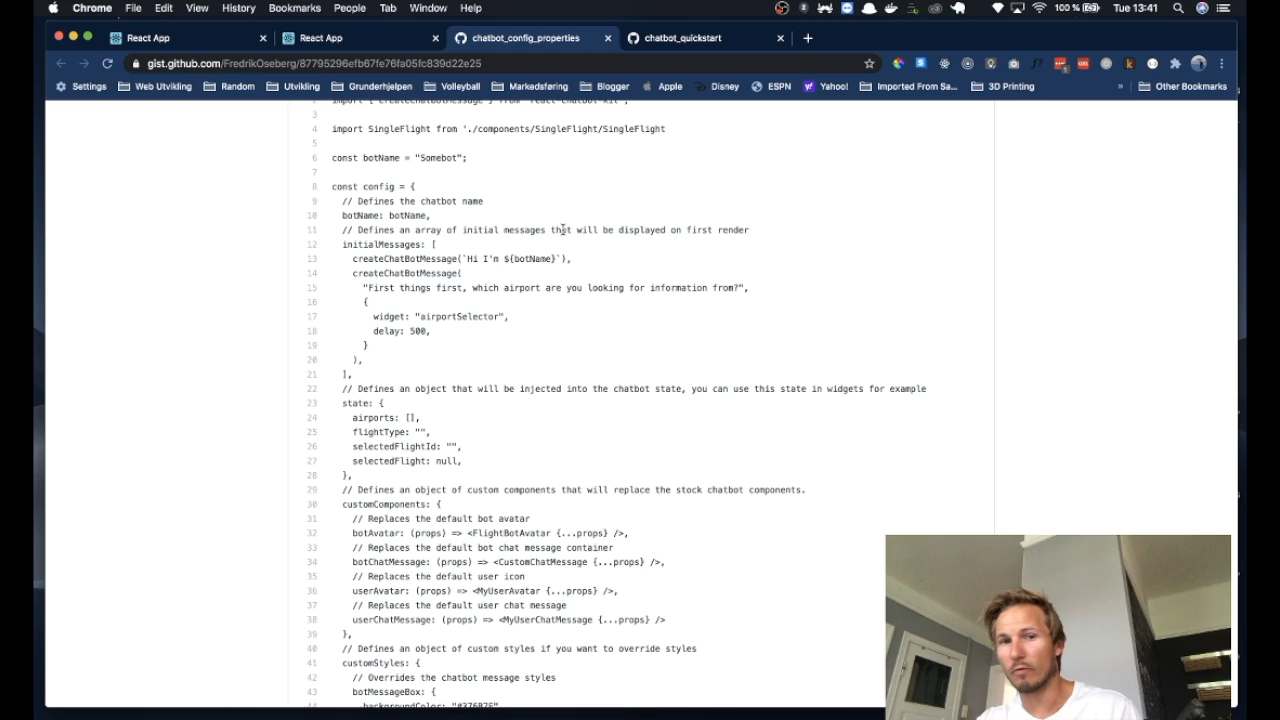 Chrome File Edit View History Bookmarks People Tab Window Help 100 % Tue 13:41
React App React App chatbot_config_properties chatbot_quickstart
gist.github.com/FredrikOseberg/87795296efb67fe76fa05fc839d22e25
Settings Web Utvikling Random Utvikling Grunderhjelpen Volleyball Markedsføring Blogger Apple Disney ESPN Yahoo! Imported From Sa... 3D Printing » Other Bookmarks
2 import { createChatBotMessage } from 'react-chatbot-kit';
3
4 import SingleFlight from './components/SingleFlight/SingleFlight
5
6 const botName = "Somebot";
7
8 const config = {
9 // Defines the chatbot name
10 botName: botName,
11 // Defines an array of initial messages that will be displayed on first render
12 initialMessages: [
13 createChatBotMessage(`Hi I'm ${botName}`),
14 createChatBotMessage(
15 "First things first, which airport are you looking for information from?",
16 {
17 widget: "airportSelector",
18 delay: 500,
19 }
20 ),
21 ],
22 // Defines an object that will be injected into the chatbot state, you can use this state in widgets for example
23 state: {
24 airports: [],
25 flightType: "",
26 selectedFlightId: "",
27 selectedFlight: null,
28 },
29 // Defines an object of custom components that will replace the stock chatbot components.
30 customComponents: {
31 // Replaces the default bot avatar
32 botAvatar: (props) => <FlightBotAvatar {...props} />,
33 // Replaces the default bot chat message container
34 botChatMessage: (props) => <CustomChatMessage {...props} />,
35 // Replaces the default user icon
36 userAvatar: (props) => <MyUserAvatar {...props} />,
37 // Replaces the default user chat message
38 userChatMessage: (props) => <MyUserChatMessage {...props} />
39 },
40 // Defines an object of custom styles if you want to override styles
41 customStyles: {
42 // Overrides the chatbot message styles
43 botMessageBox: {
44 backgroundColor: "#376B7E",